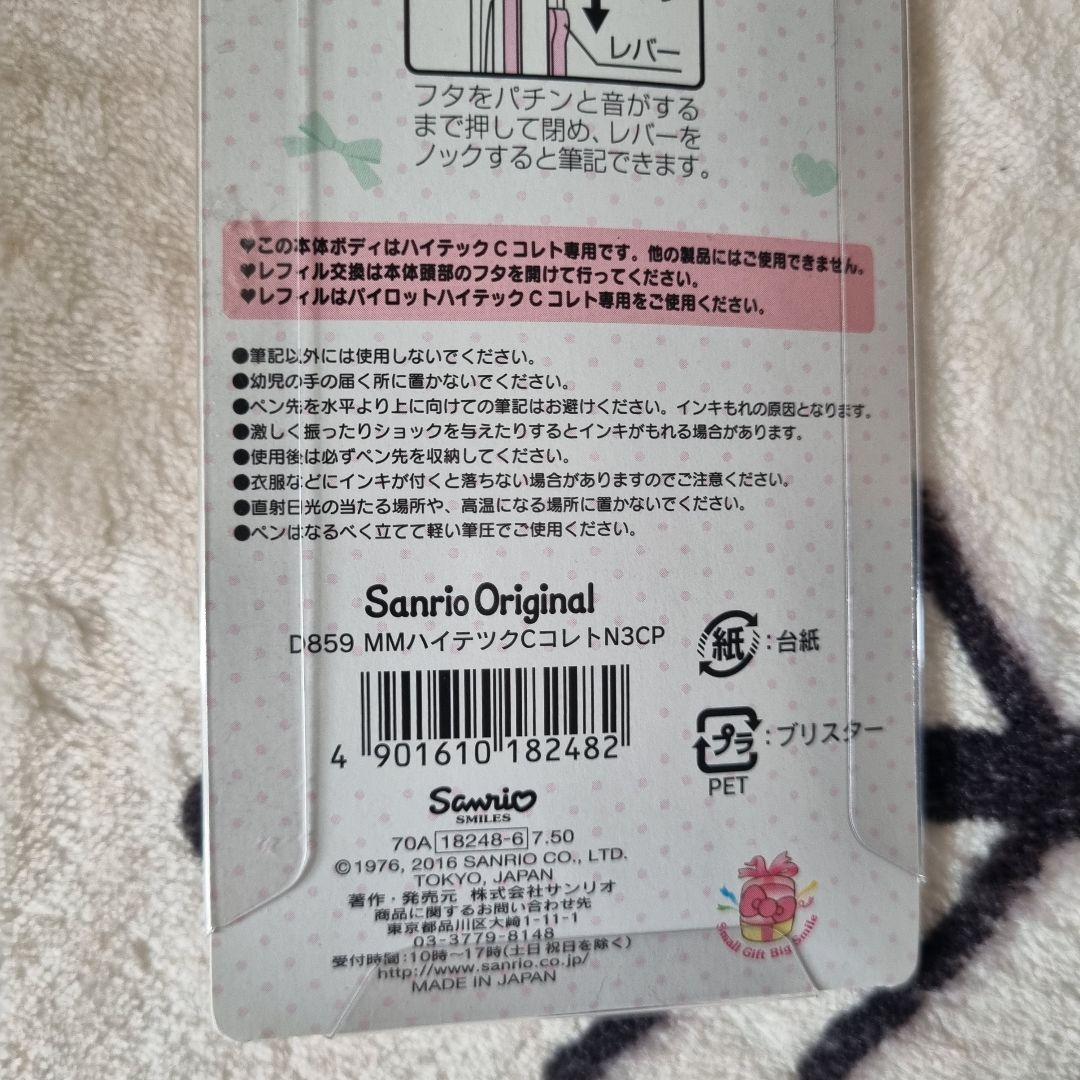 レバー
フタをパチンと音がする
まで押して閉め、レバーを
ノックすると筆記できます。
♥この本体ボディはハイテックCコレト専用です。他の製品にはご使用できません。
♥レフィル交換は本体頭部のフタを開けて行ってください。
♥レフィルはパイロットハイテックCコレト専用をご使用ください。
●筆記以外には使用しないでください。
●幼児の手の届く所に置かないでください。
●ペン先を水平より上に向けての筆記はお避けください。インキもれの原因となります。
●激しく振ったりショックを与えたりするとインキがもれる場合があります。
●使用後は必ずペン先を収納してください。
●衣服などにインキが付くと落ちない場合がありますのでご注意ください。
●直射日光の当たる場所や、高温になる場所に置かないでください。
●ペンはなるべく立てて軽い筆圧でご使用ください。
Sanrio Original
D859 MMハイテツクCコレトN3CP
紙:台紙
4 901610 182482
プラ:ブリスター
PET
Sanrio
SMILES
70A 18248-6 7.50
©1976, 2016 SANRIO CO., LTD.
TOKYO, JAPAN
著作・発売元 株式会社サンリオ
商品に関するお問い合わせ先
東京都品川区大崎1-11-1
03-3779-8148
受付時間:10時～17時(土日祝日を除く)
http://www.sanrio.co.jp/
MADE IN JAPAN
Small Gift Big Smile